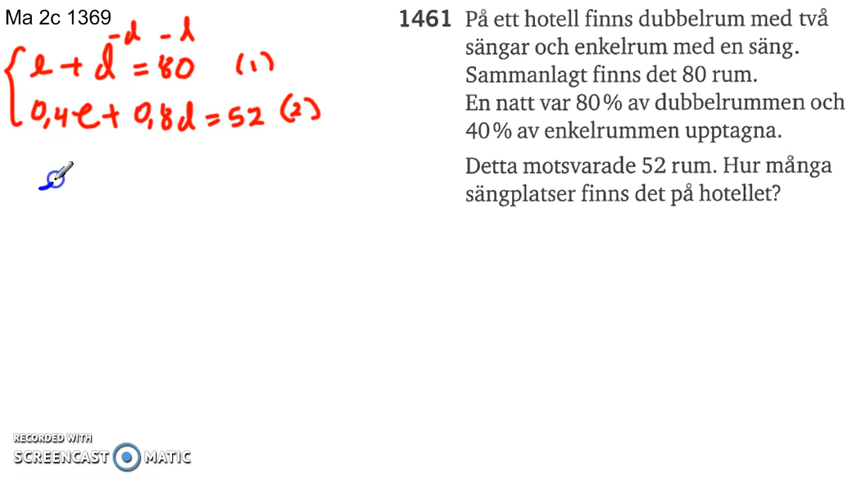 Ma 2c 1369
-d -d
e + d = 80 (1)
0,4e + 0,8d = 52 (2)
1461 På ett hotell finns dubbelrum med två
sängar och enkelrum med en säng.
Sammanlagt finns det 80 rum.
En natt var 80 % av dubbelrummen och
40 % av enkelrummen upptagna.
Detta motsvarade 52 rum. Hur många
sängplatser finns det på hotellet?
RECORDED WITH
SCREENCAST MATIC